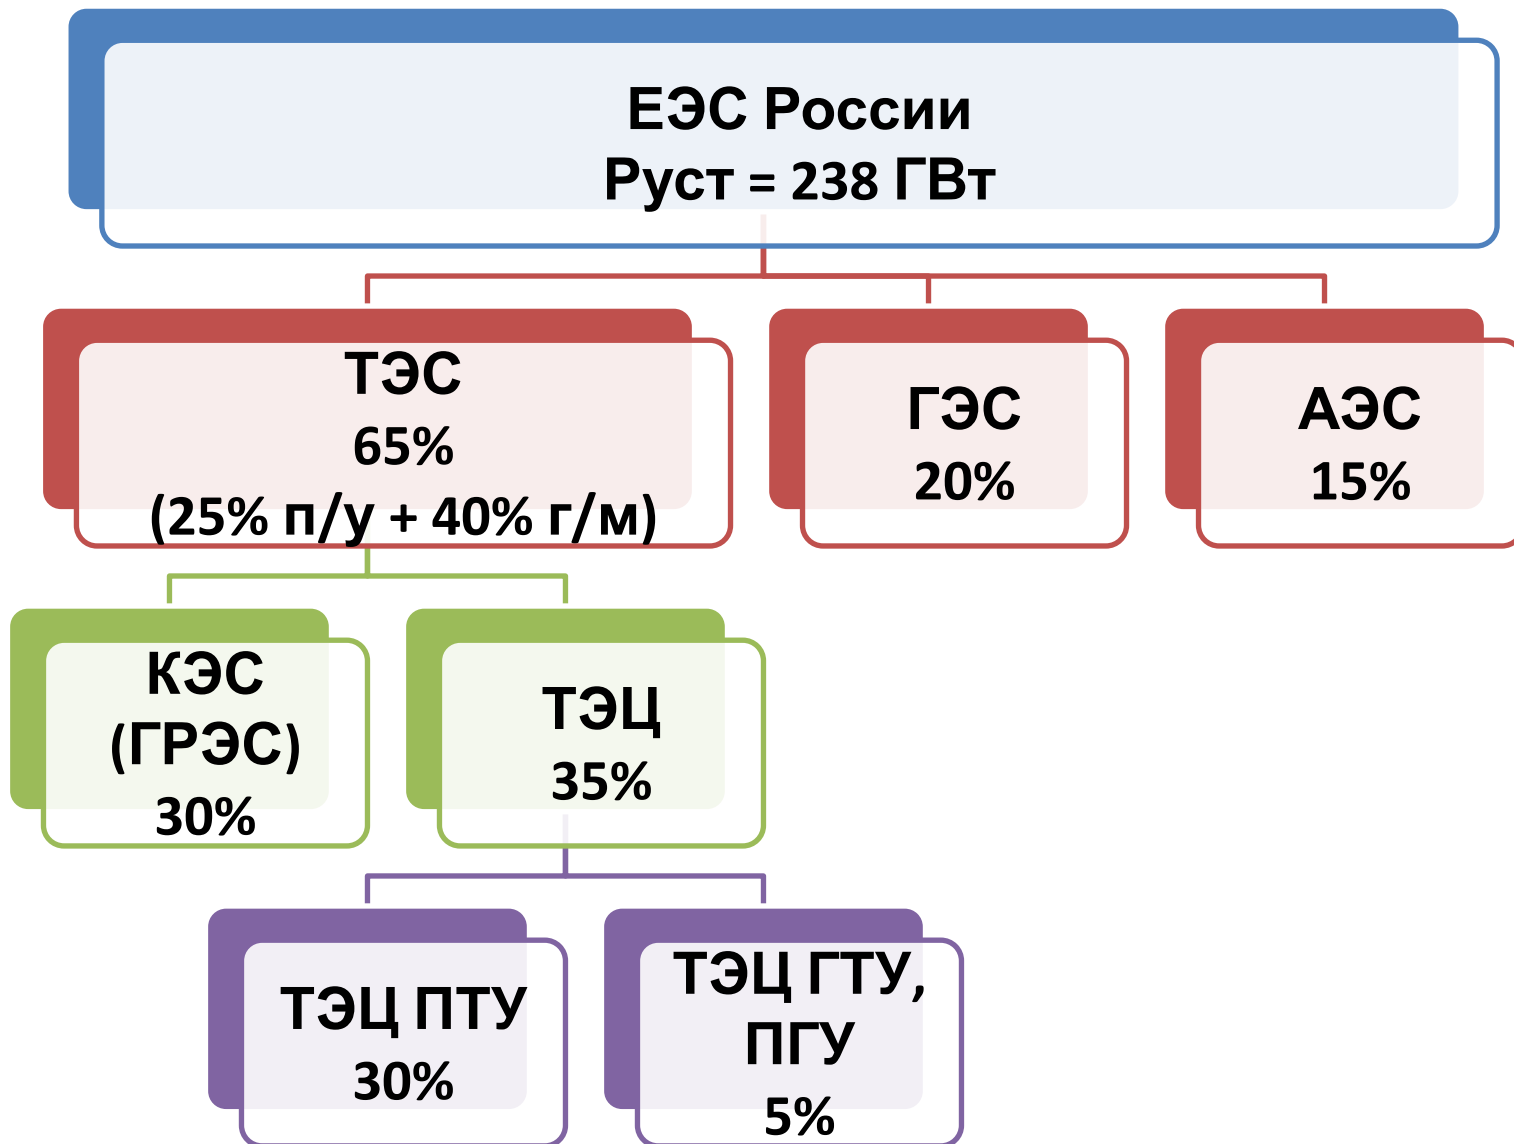 ЕЭС России
Руст = 238 ГВт
ТЭС
65%
(25% п/у + 40% г/м)
ГЭС
20%
АЭС
15%
КЭС
(ГРЭС)
30%
ТЭЦ
35%
ТЭЦ ПТУ
30%
ТЭЦ ГТУ,
ПГУ
5%